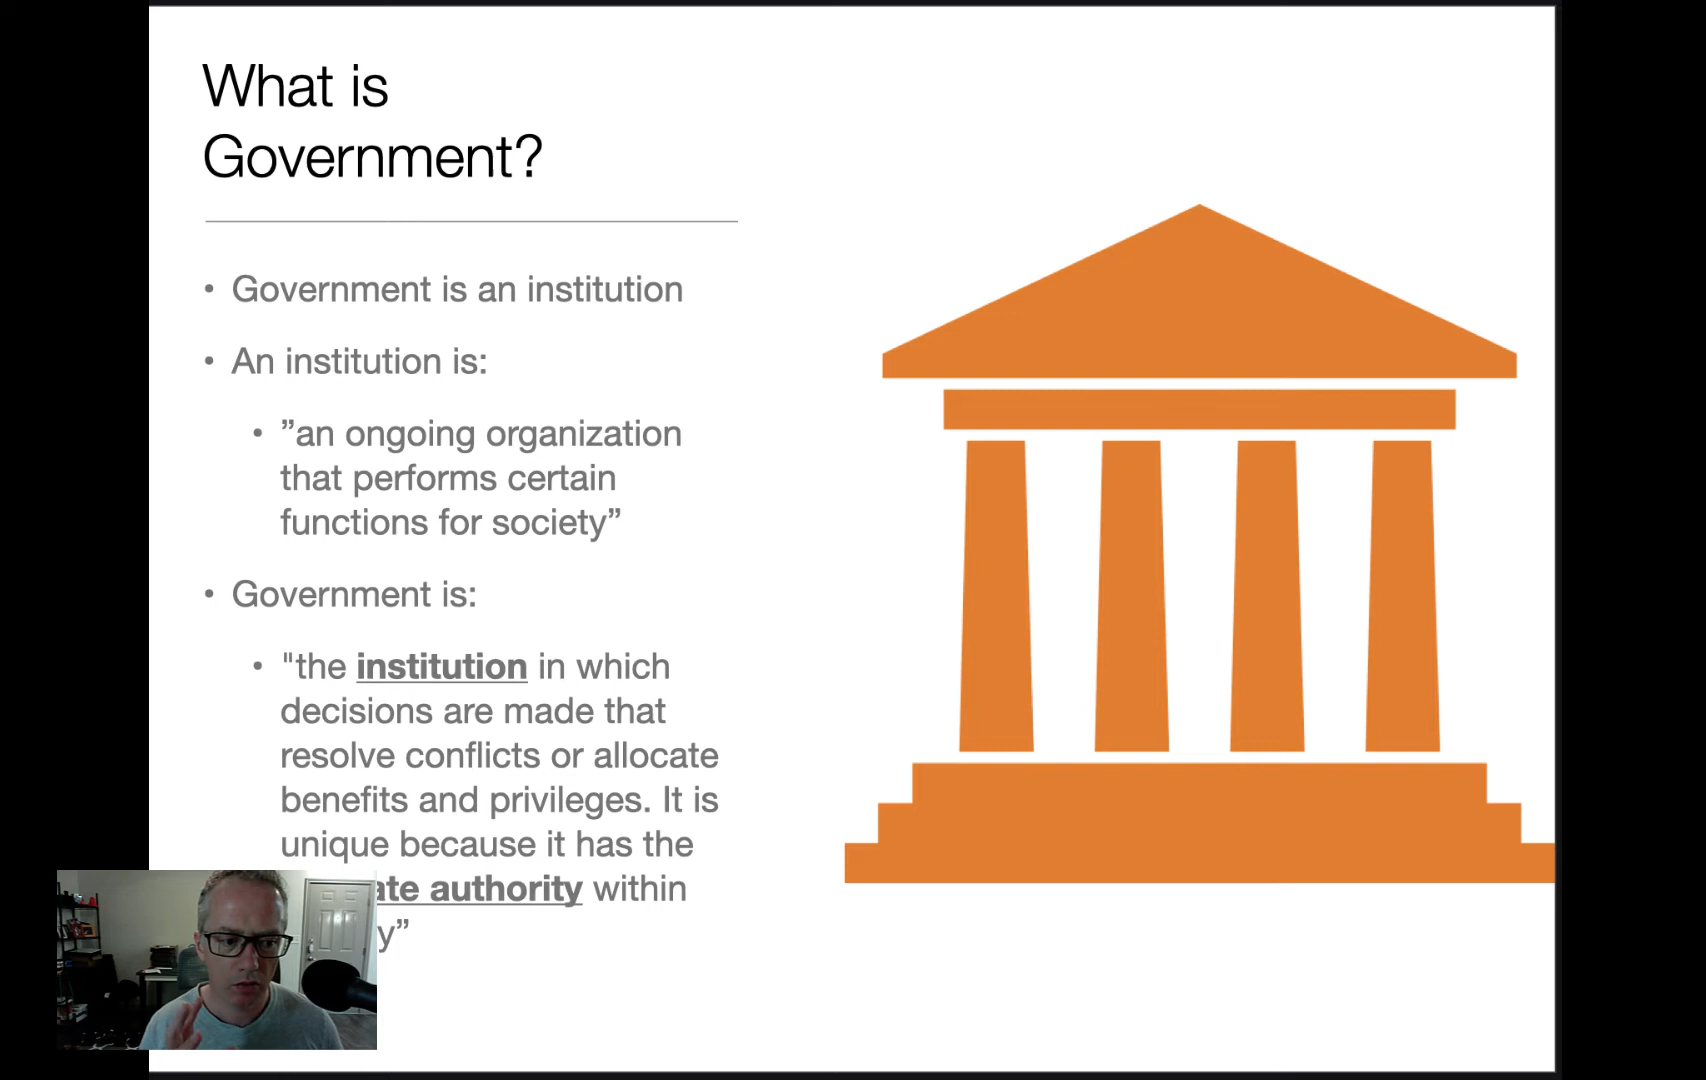 What is
Government?
• Government is an institution
• An institution is:
• ”an ongoing organization
that performs certain
functions for society”
• Government is:
• "the institution in which
decisions are made that
resolve conflicts or allocate
benefits and privileges. It is
unique because it has the
authority within